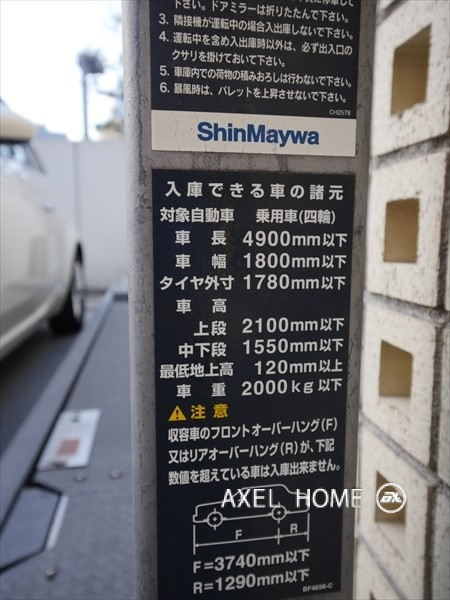 で下さい。ドアミラーは折りたたんで下さい。
3. 隣接機が運転中の場合入出庫しないで下さい。
4. 運転中を含め入出庫時以外は、必ず出入口の
クサリを掛けておいて下さい。
5. 車庫内での荷物の積みおろしは行わないで下さい。
6. 暴風時は、パレットを上昇させないで下さい。
CH2578
ShinMaywa
入庫できる車の諸元
対象自動車 乗用車(四輪)
車長 4900mm以下
車幅 1800mm以下
タイヤ外寸 1780mm以下
車高
上段 2100mm以下
中下段 1550mm以下
最低地上高 120mm以上
車重 2000kg以下
⚠注意
収容車のフロントオーバーハング(F)
又はリアオーバーハング(R)が、下記
数値を超えている車は入庫出来ません。
AXEL HOME
F R
F=3740mm以下
R=1290mm以下
BF4698-C